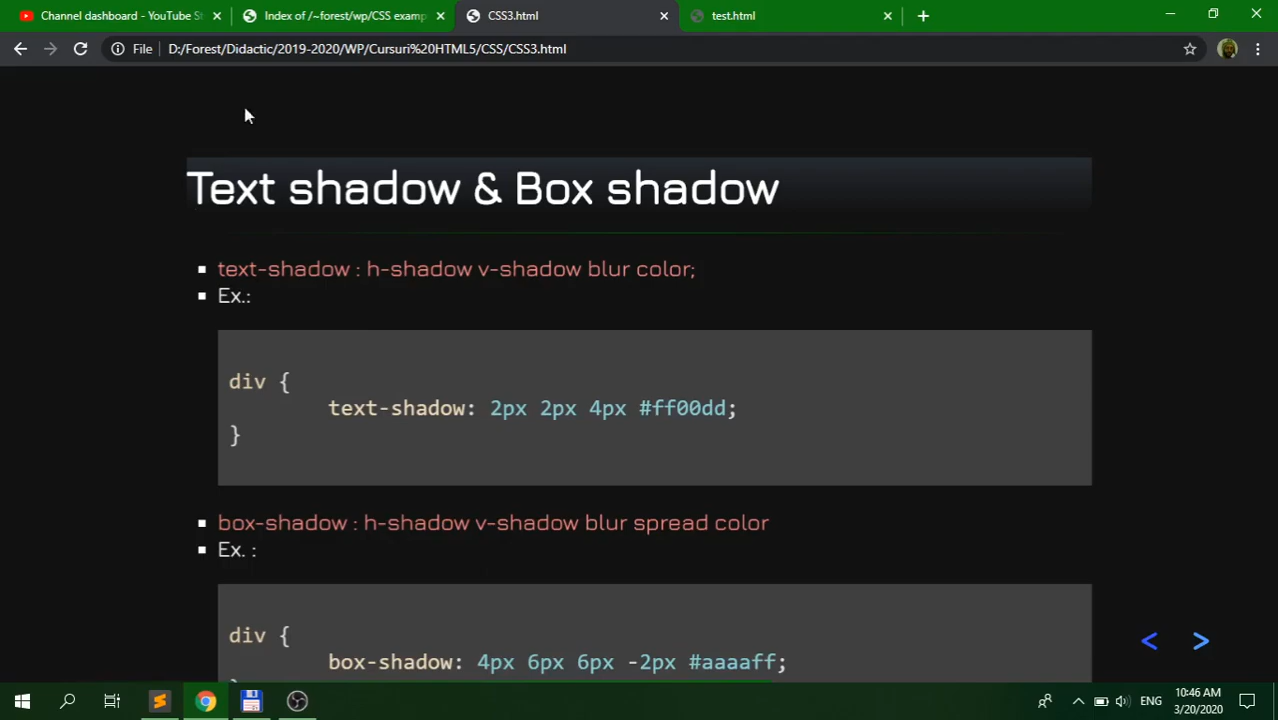 Channel dashboard - YouTube St
Index of /~forest/wp/CSS examp
CSS3.html
test.html
File
D:/Forest/Didactic/2019-2020/WP/Cursuri%20HTML5/CSS/CSS3.html
Text shadow & Box shadow
text-shadow : h-shadow v-shadow blur color;
Ex.:
div {
text-shadow: 2px 2px 4px #ff00dd;
}
box-shadow : h-shadow v-shadow blur spread color
Ex. :
div {
box-shadow: 4px 6px 6px -2px #aaaaff;
< >
ENG
10:46 AM
3/20/2020